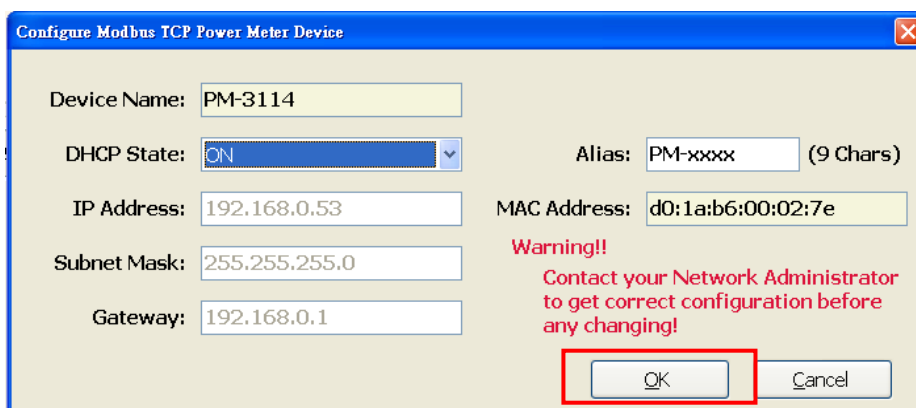 Configure Modbus TCP Power Meter Device
Device Name: PM-3114
DHCP State: ON Alias: PM-xxxx (9 Chars)
IP Address: 192.168.0.53 MAC Address: d0:1a:b6:00:02:7e
Subnet Mask: 255.255.255.0
Gateway: 192.168.0.1
Warning!!
Contact your Network Administrator
to get correct configuration before
any changing!
OK Cancel